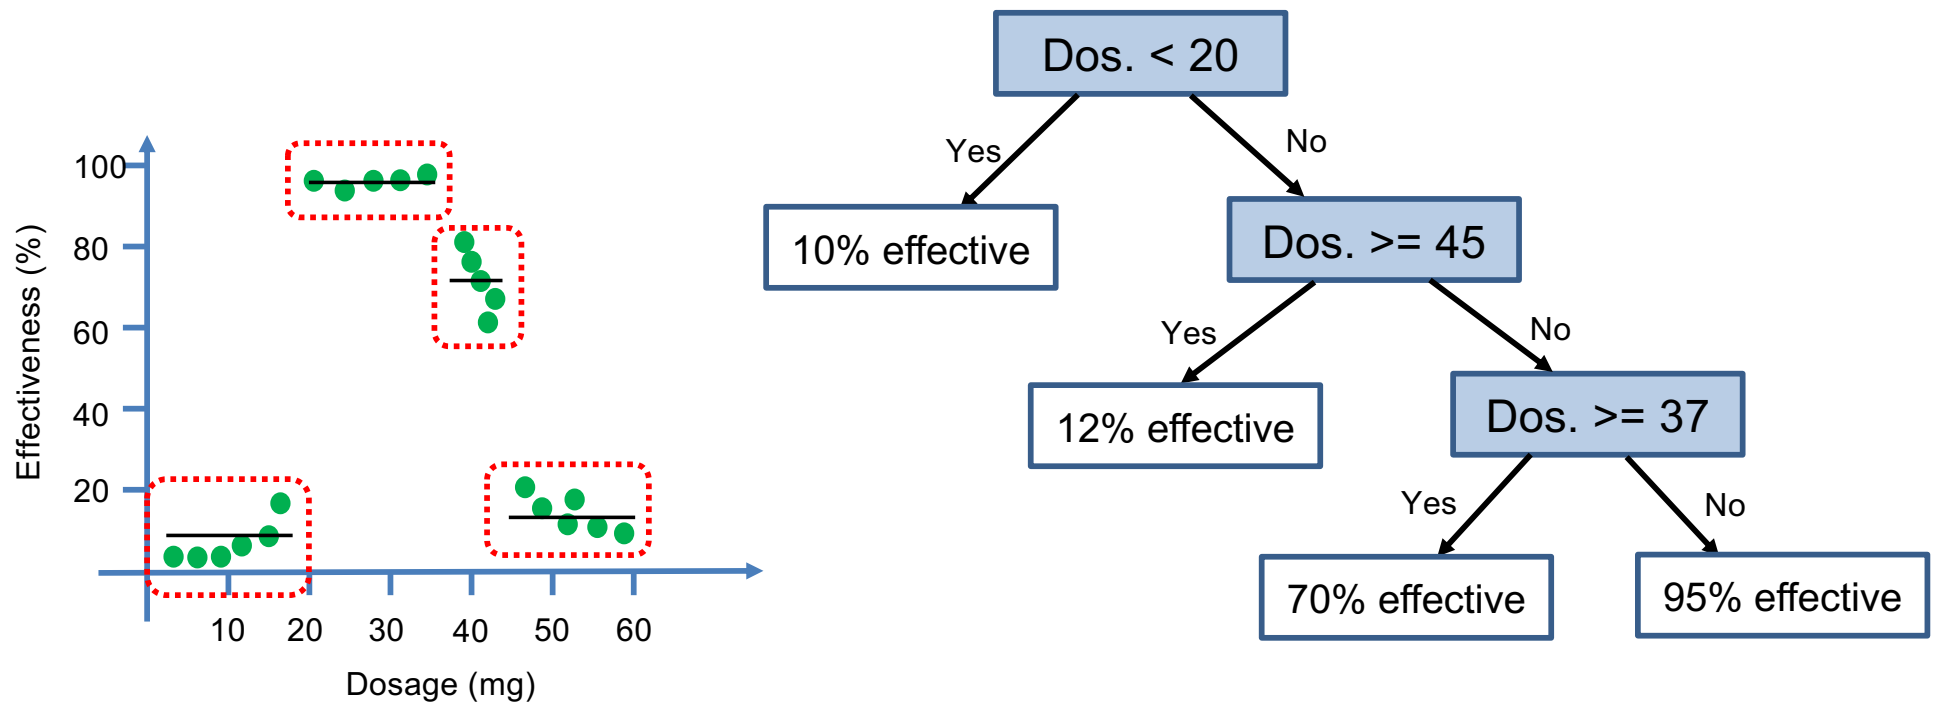 Effectiveness (%)
100
80
60
40
20
10 20 30 40 50 60
Dosage (mg)
Dos. < 20
Yes
No
10% effective
Dos. >= 45
Yes
No
12% effective
Dos. >= 37
Yes
No
70% effective
95% effective